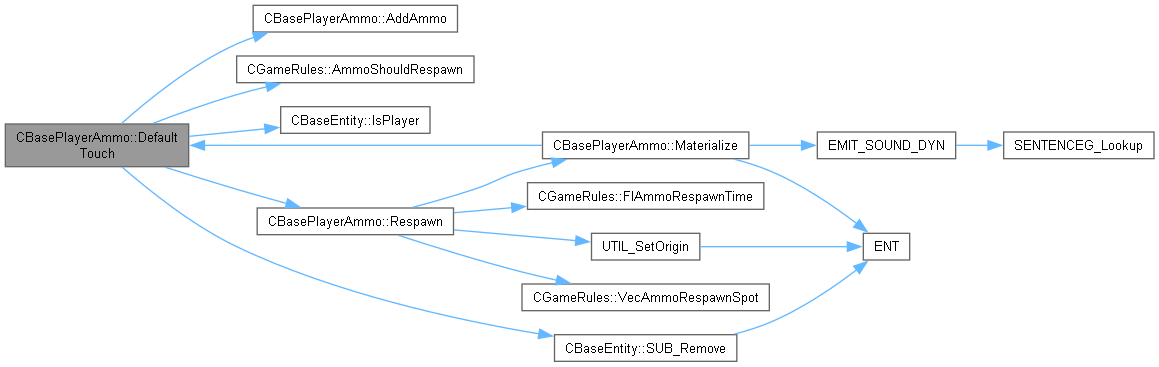 CBasePlayerAmmo::AddAmmo
CGameRules::AmmoShouldRespawn
CBaseEntity::IsPlayer
CBasePlayerAmmo::Default
Touch
CBasePlayerAmmo::Materialize
EMIT_SOUND_DYN
SENTENCEG_Lookup
CGameRules::FlAmmoRespawnTime
CBasePlayerAmmo::Respawn
UTIL_SetOrigin
ENT
CGameRules::VecAmmoRespawnSpot
CBaseEntity::SUB_Remove